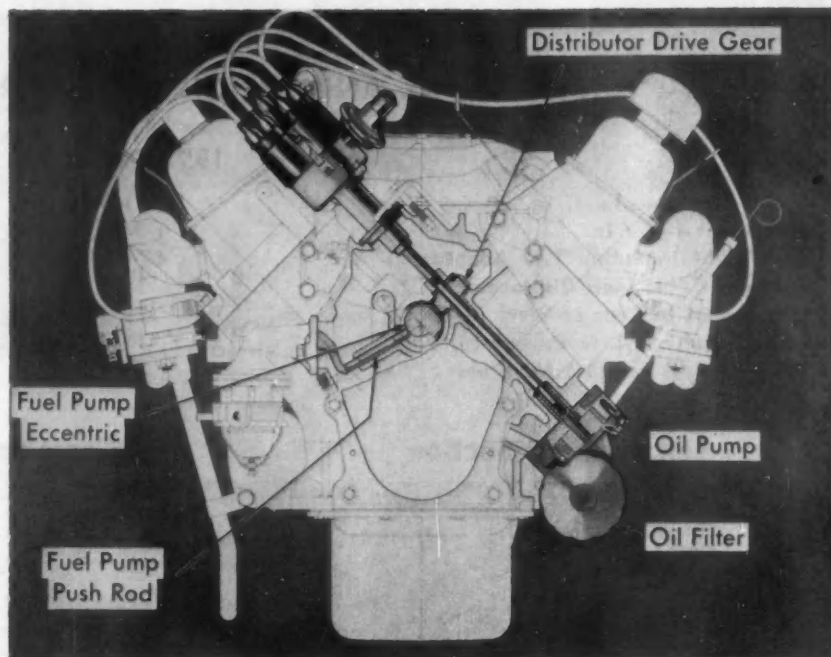 Distributor Drive Gear
Fuel Pump
Eccentric
Oil Pump
Oil Filter
Fuel Pump
Push Rod